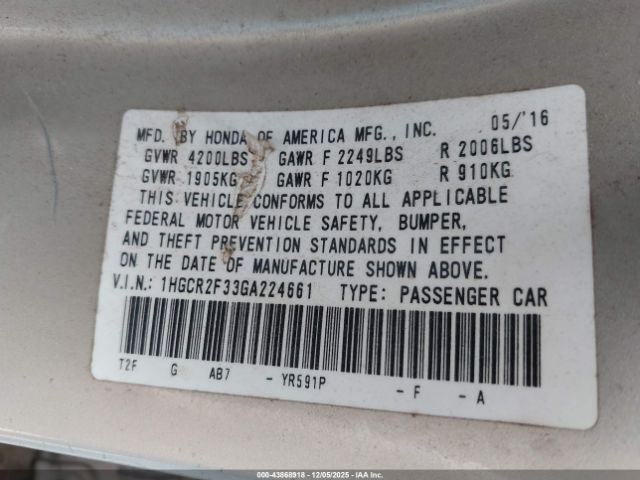 MFD. BY HONDA OF AMERICA MFG., INC. 05/'16
GVWR 4200LBS GAWR F 2249LBS R 2006LBS
GVWR 1905KG GAWR F 1020KG R 910KG
THIS VEHICLE CONFORMS TO ALL APPLICABLE
FEDERAL MOTOR VEHICLE SAFETY, BUMPER,
AND THEFT PREVENTION STANDARDS IN EFFECT
ON THE DATE OF MANUFACTURE SHOWN ABOVE.
V.I.N.: 1HGCR2F33GA224661 TYPE: PASSENGER CAR
T2F G AB7 - YR591P - F - A
000-43868918 | 12/05/2025 | IAA Inc.